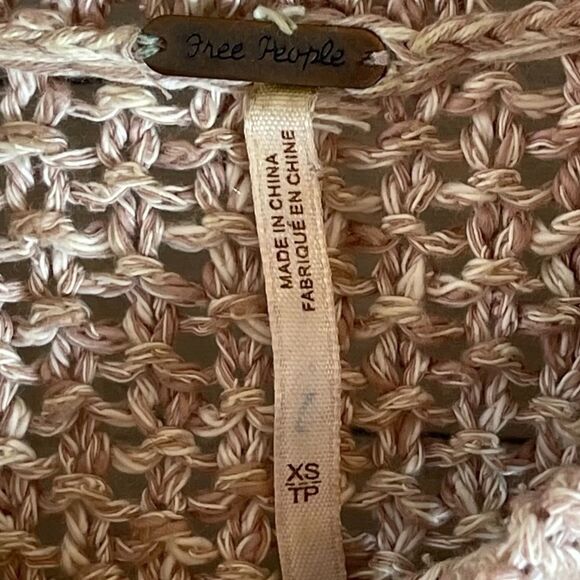 Free People
MADE IN CHINA
FABRIQUÉ EN CHINE
XS
TP